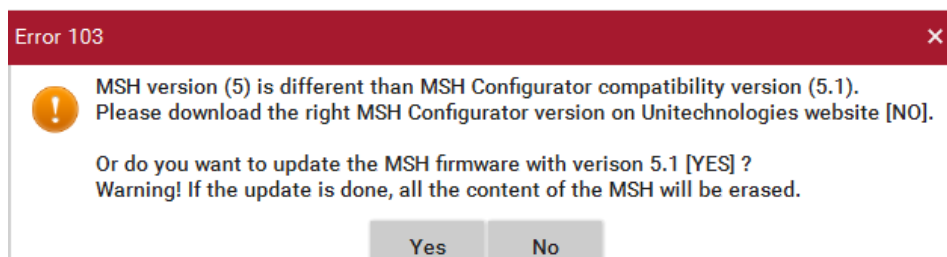 Error 103
MSH version (5) is different than MSH Configurator compatibility version (5.1).
Please download the right MSH Configurator version on Unitechnologies website [NO].
Or do you want to update the MSH firmware with verison 5.1 [YES] ?
Warning! If the update is done, all the content of the MSH will be erased.
Yes No